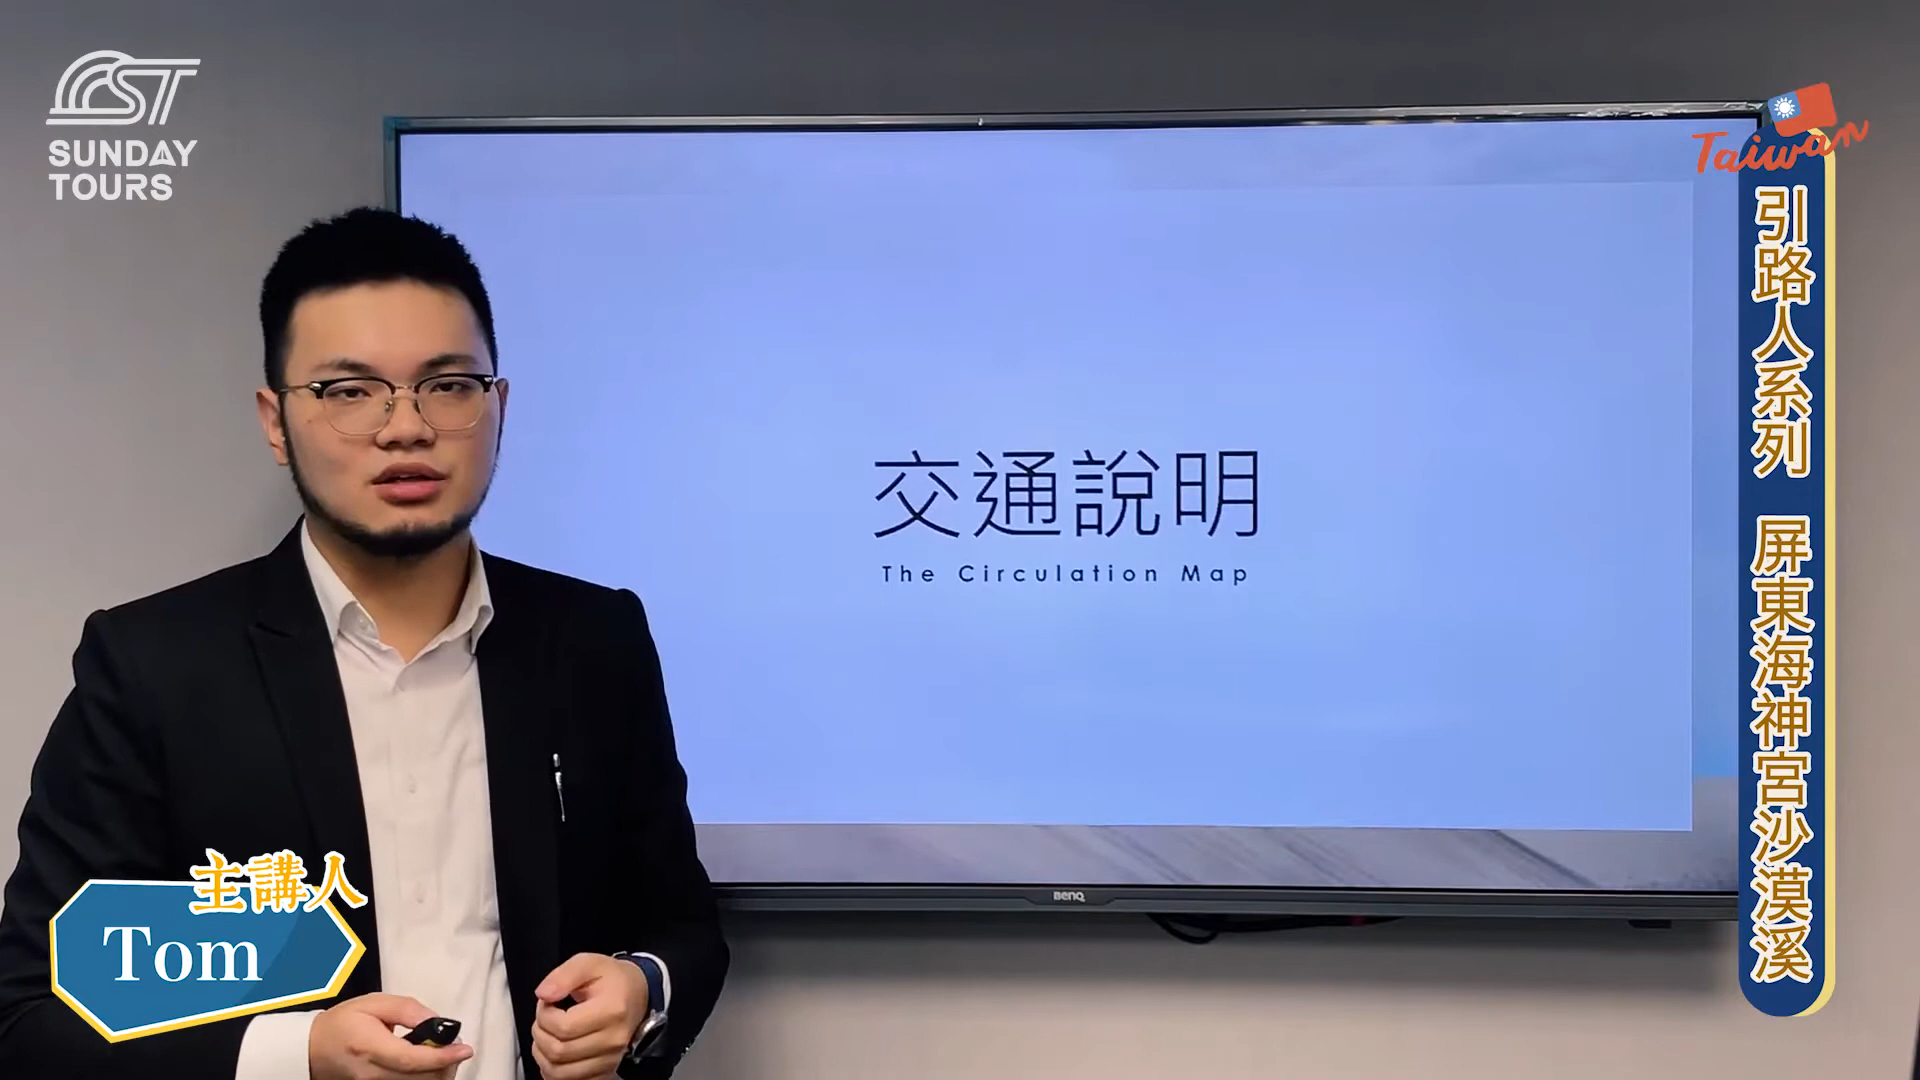 ST
SUNDAY
TOURS
Taiwan
引路人系列 屏東海神宮沙漠溪
交通說明
The Circulation Map
BenQ
主講人
Tom